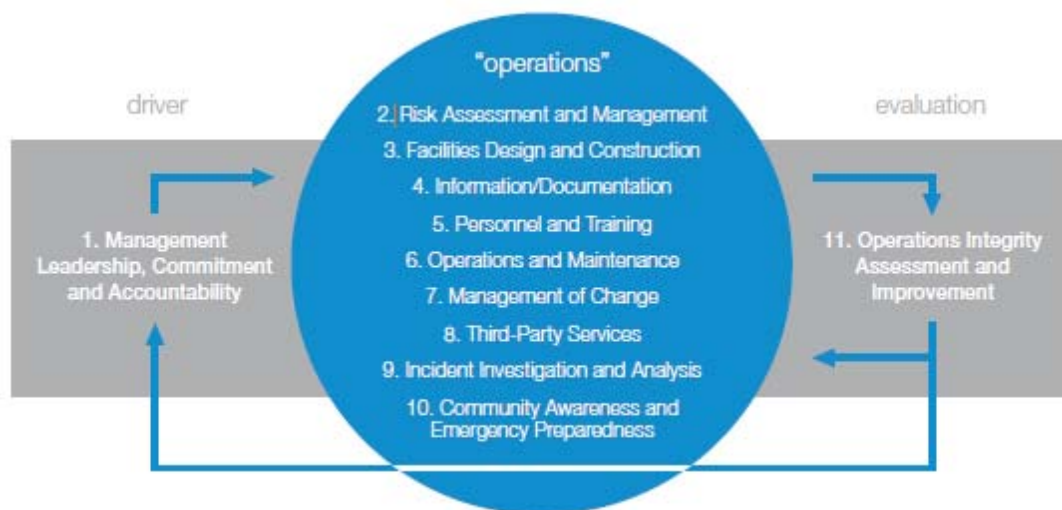 driver
1. Management
Leadership, Commitment
and Accountability
"operations"
2. Risk Assessment and Management
3. Facilities Design and Construction
4. Information/Documentation
5. Personnel and Training
6. Operations and Maintenance
7. Management of Change
8. Third-Party Services
9. Incident Investigation and Analysis
10. Community Awareness and
Emergency Preparedness
evaluation
11. Operations Integrity
Assessment and
Improvement